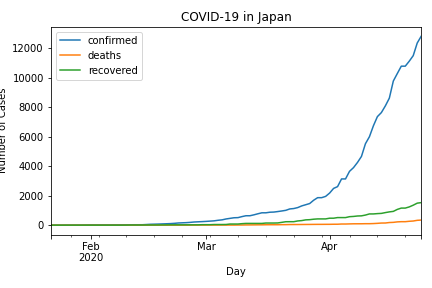 COVID-19 in Japan
confirmed
deaths
recovered
12000
10000
8000
6000
4000
2000
0
Number of Cases
Feb
2020
Mar
Apr
Day